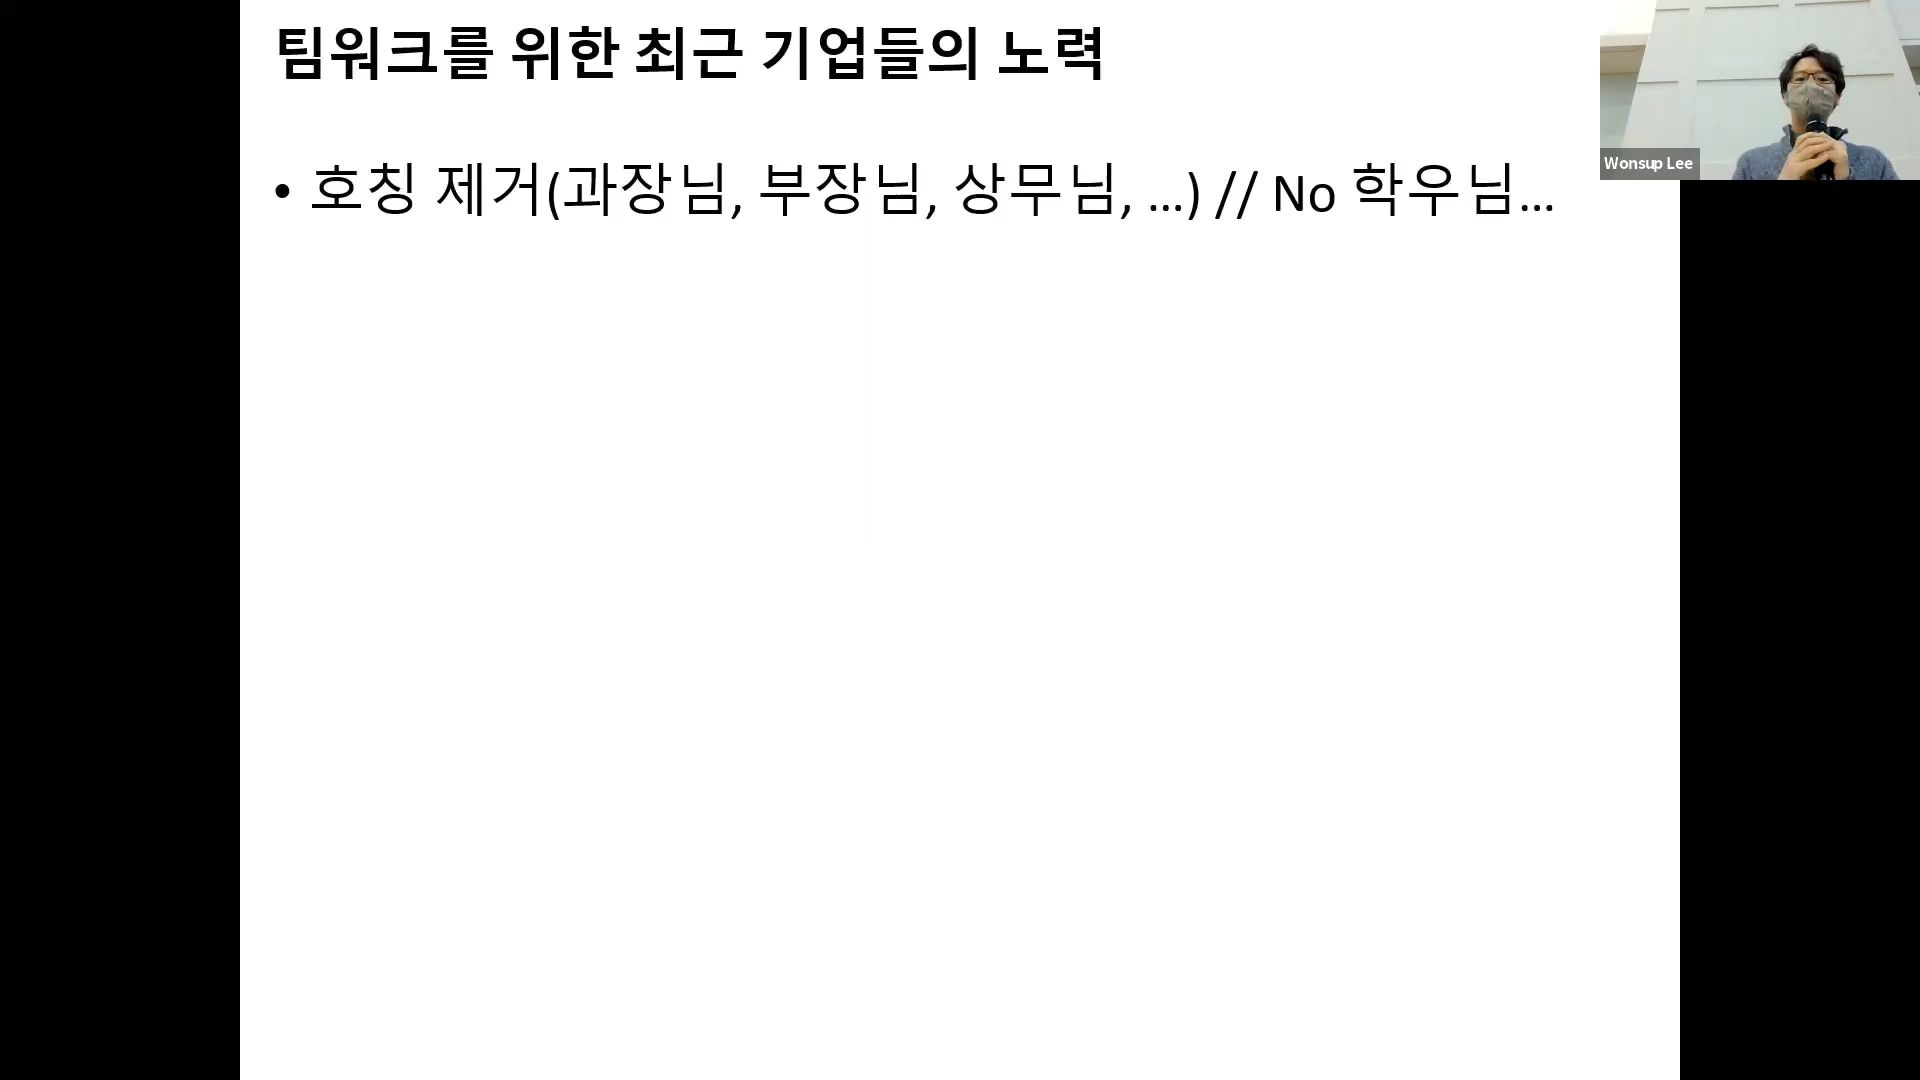 팀워크를 위한 최근 기업들의 노력
• 호칭 제거(과장님, 부장님, 상무님, ...) // No 학우님...
Wonsup Lee